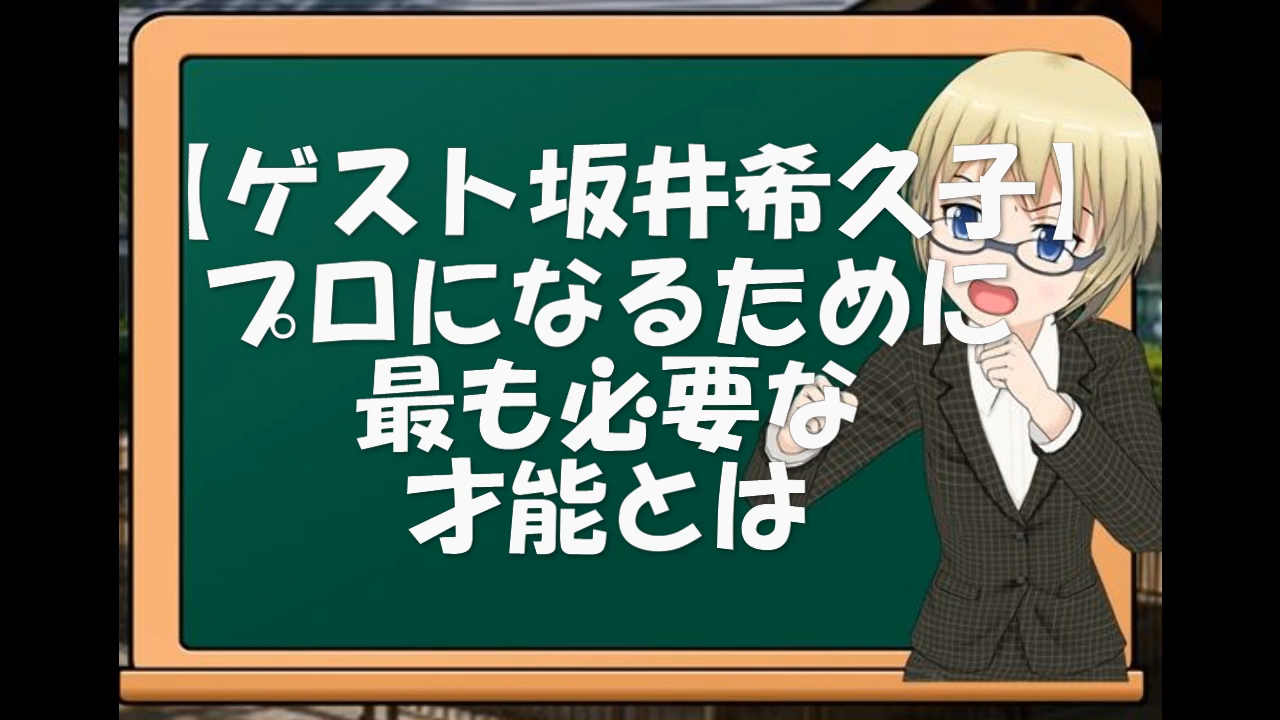 【ゲスト坂井希久子】
プロになるために
最も必要な
才能とは